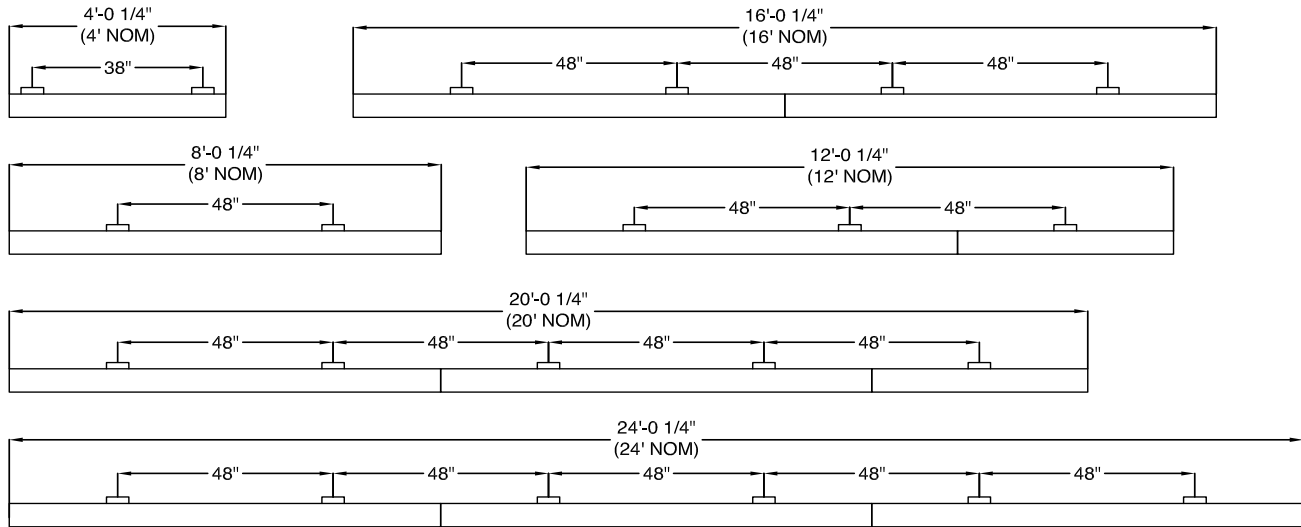 4'-0 1/4"
(4' NOM)
38"
16'-0 1/4"
(16' NOM)
48" 48" 48"
8'-0 1/4"
(8' NOM)
48"
12'-0 1/4"
(12' NOM)
48" 48"
20'-0 1/4"
(20' NOM)
48" 48" 48" 48"
24'-0 1/4"
(24' NOM)
48" 48" 48" 48" 48"